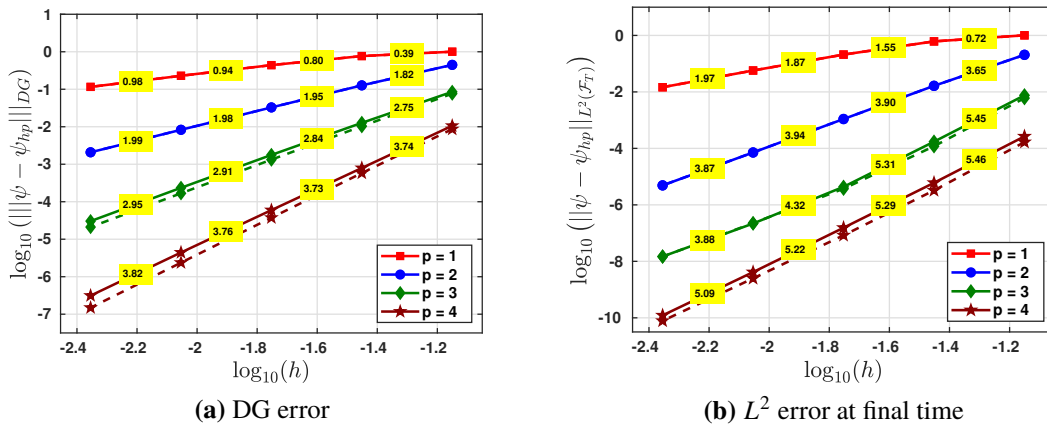 1
0
-1
-2
-3
-4
-5
-6
-7
log₁₀(|||ψ − ψₕₚ|||_DG)
0.98
0.94
0.80
0.39
1.99
1.98
1.95
1.82
2.95
2.91
2.84
2.75
3.82
3.76
3.73
3.74
p = 1
p = 2
p = 3
p = 4
-2.4 -2.2 -2 -1.8 -1.6 -1.4 -1.2
log₁₀(h)
(a) DG error
0
-2
-4
-6
-8
-10
log₁₀(||ψ − ψₕₚ||_{L²(𝓕_T)})
1.97
1.87
1.55
0.72
3.87
3.94
3.90
3.65
3.88
4.32
5.31
5.45
5.09
5.22
5.29
5.46
p = 1
p = 2
p = 3
p = 4
-2.4 -2.2 -2 -1.8 -1.6 -1.4 -1.2
log₁₀(h)
(b) L² error at final time